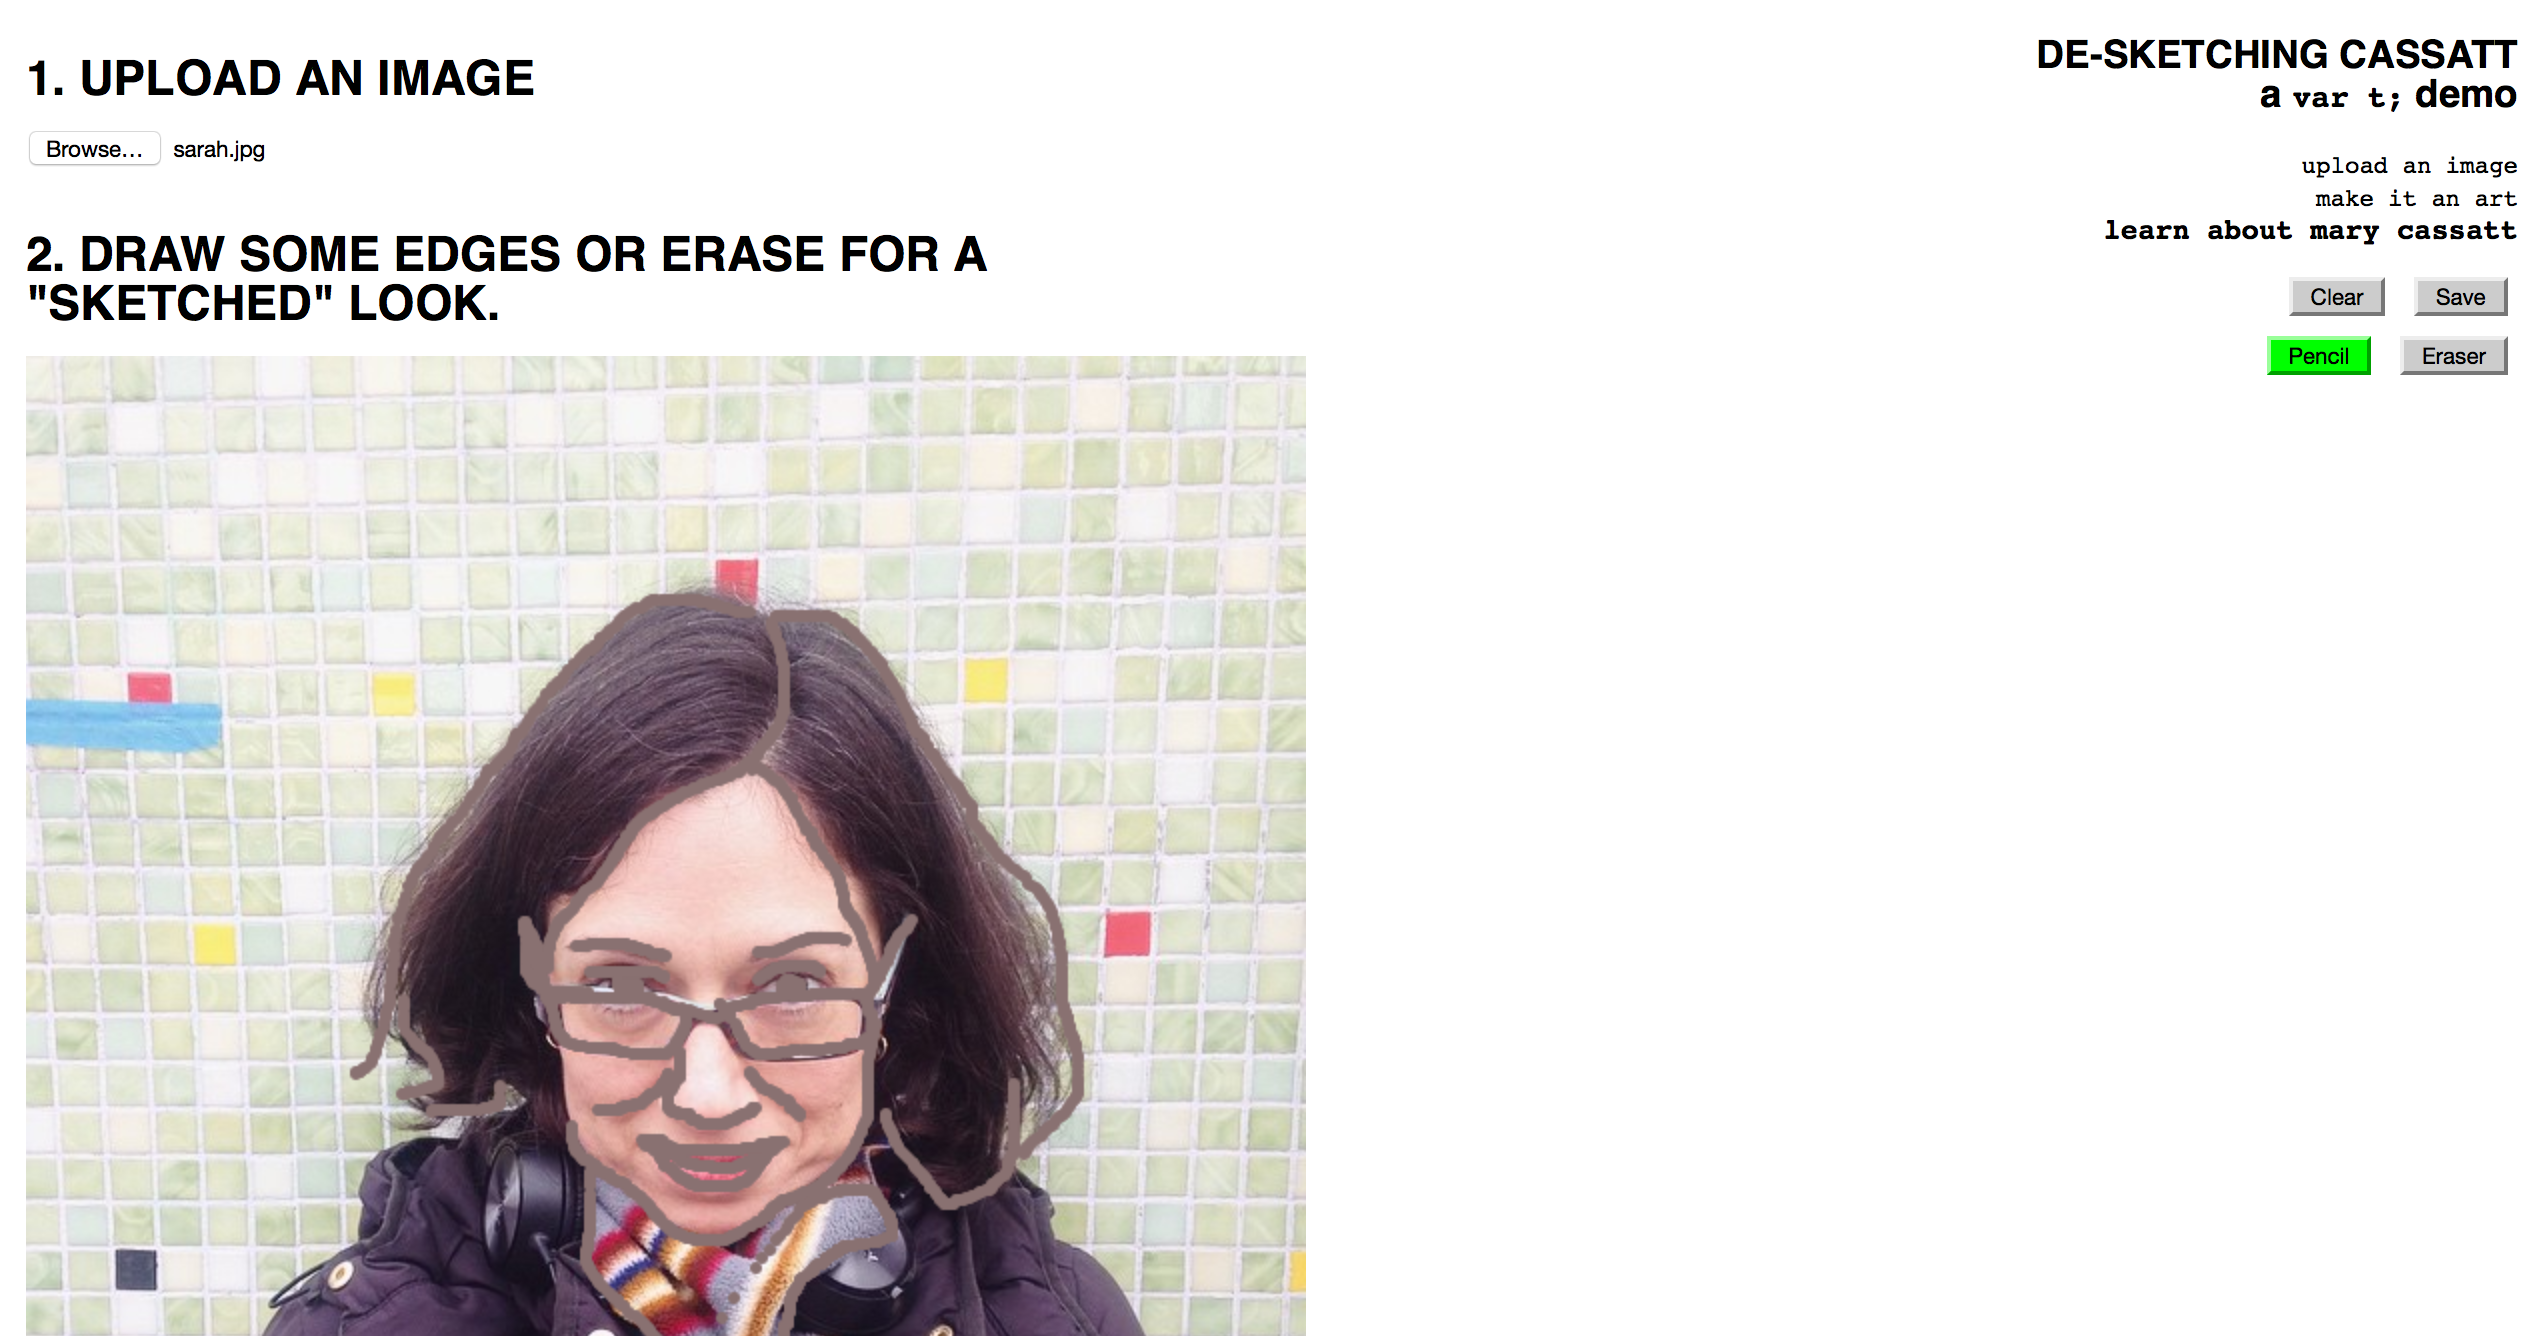 1. UPLOAD AN IMAGE
Browse... sarah.jpg
2. DRAW SOME EDGES OR ERASE FOR A
"SKETCHED" LOOK.
DE-SKETCHING CASSATT
a var t; demo
upload an image
make it an art
learn about mary cassatt
Clear Save
Pencil Eraser